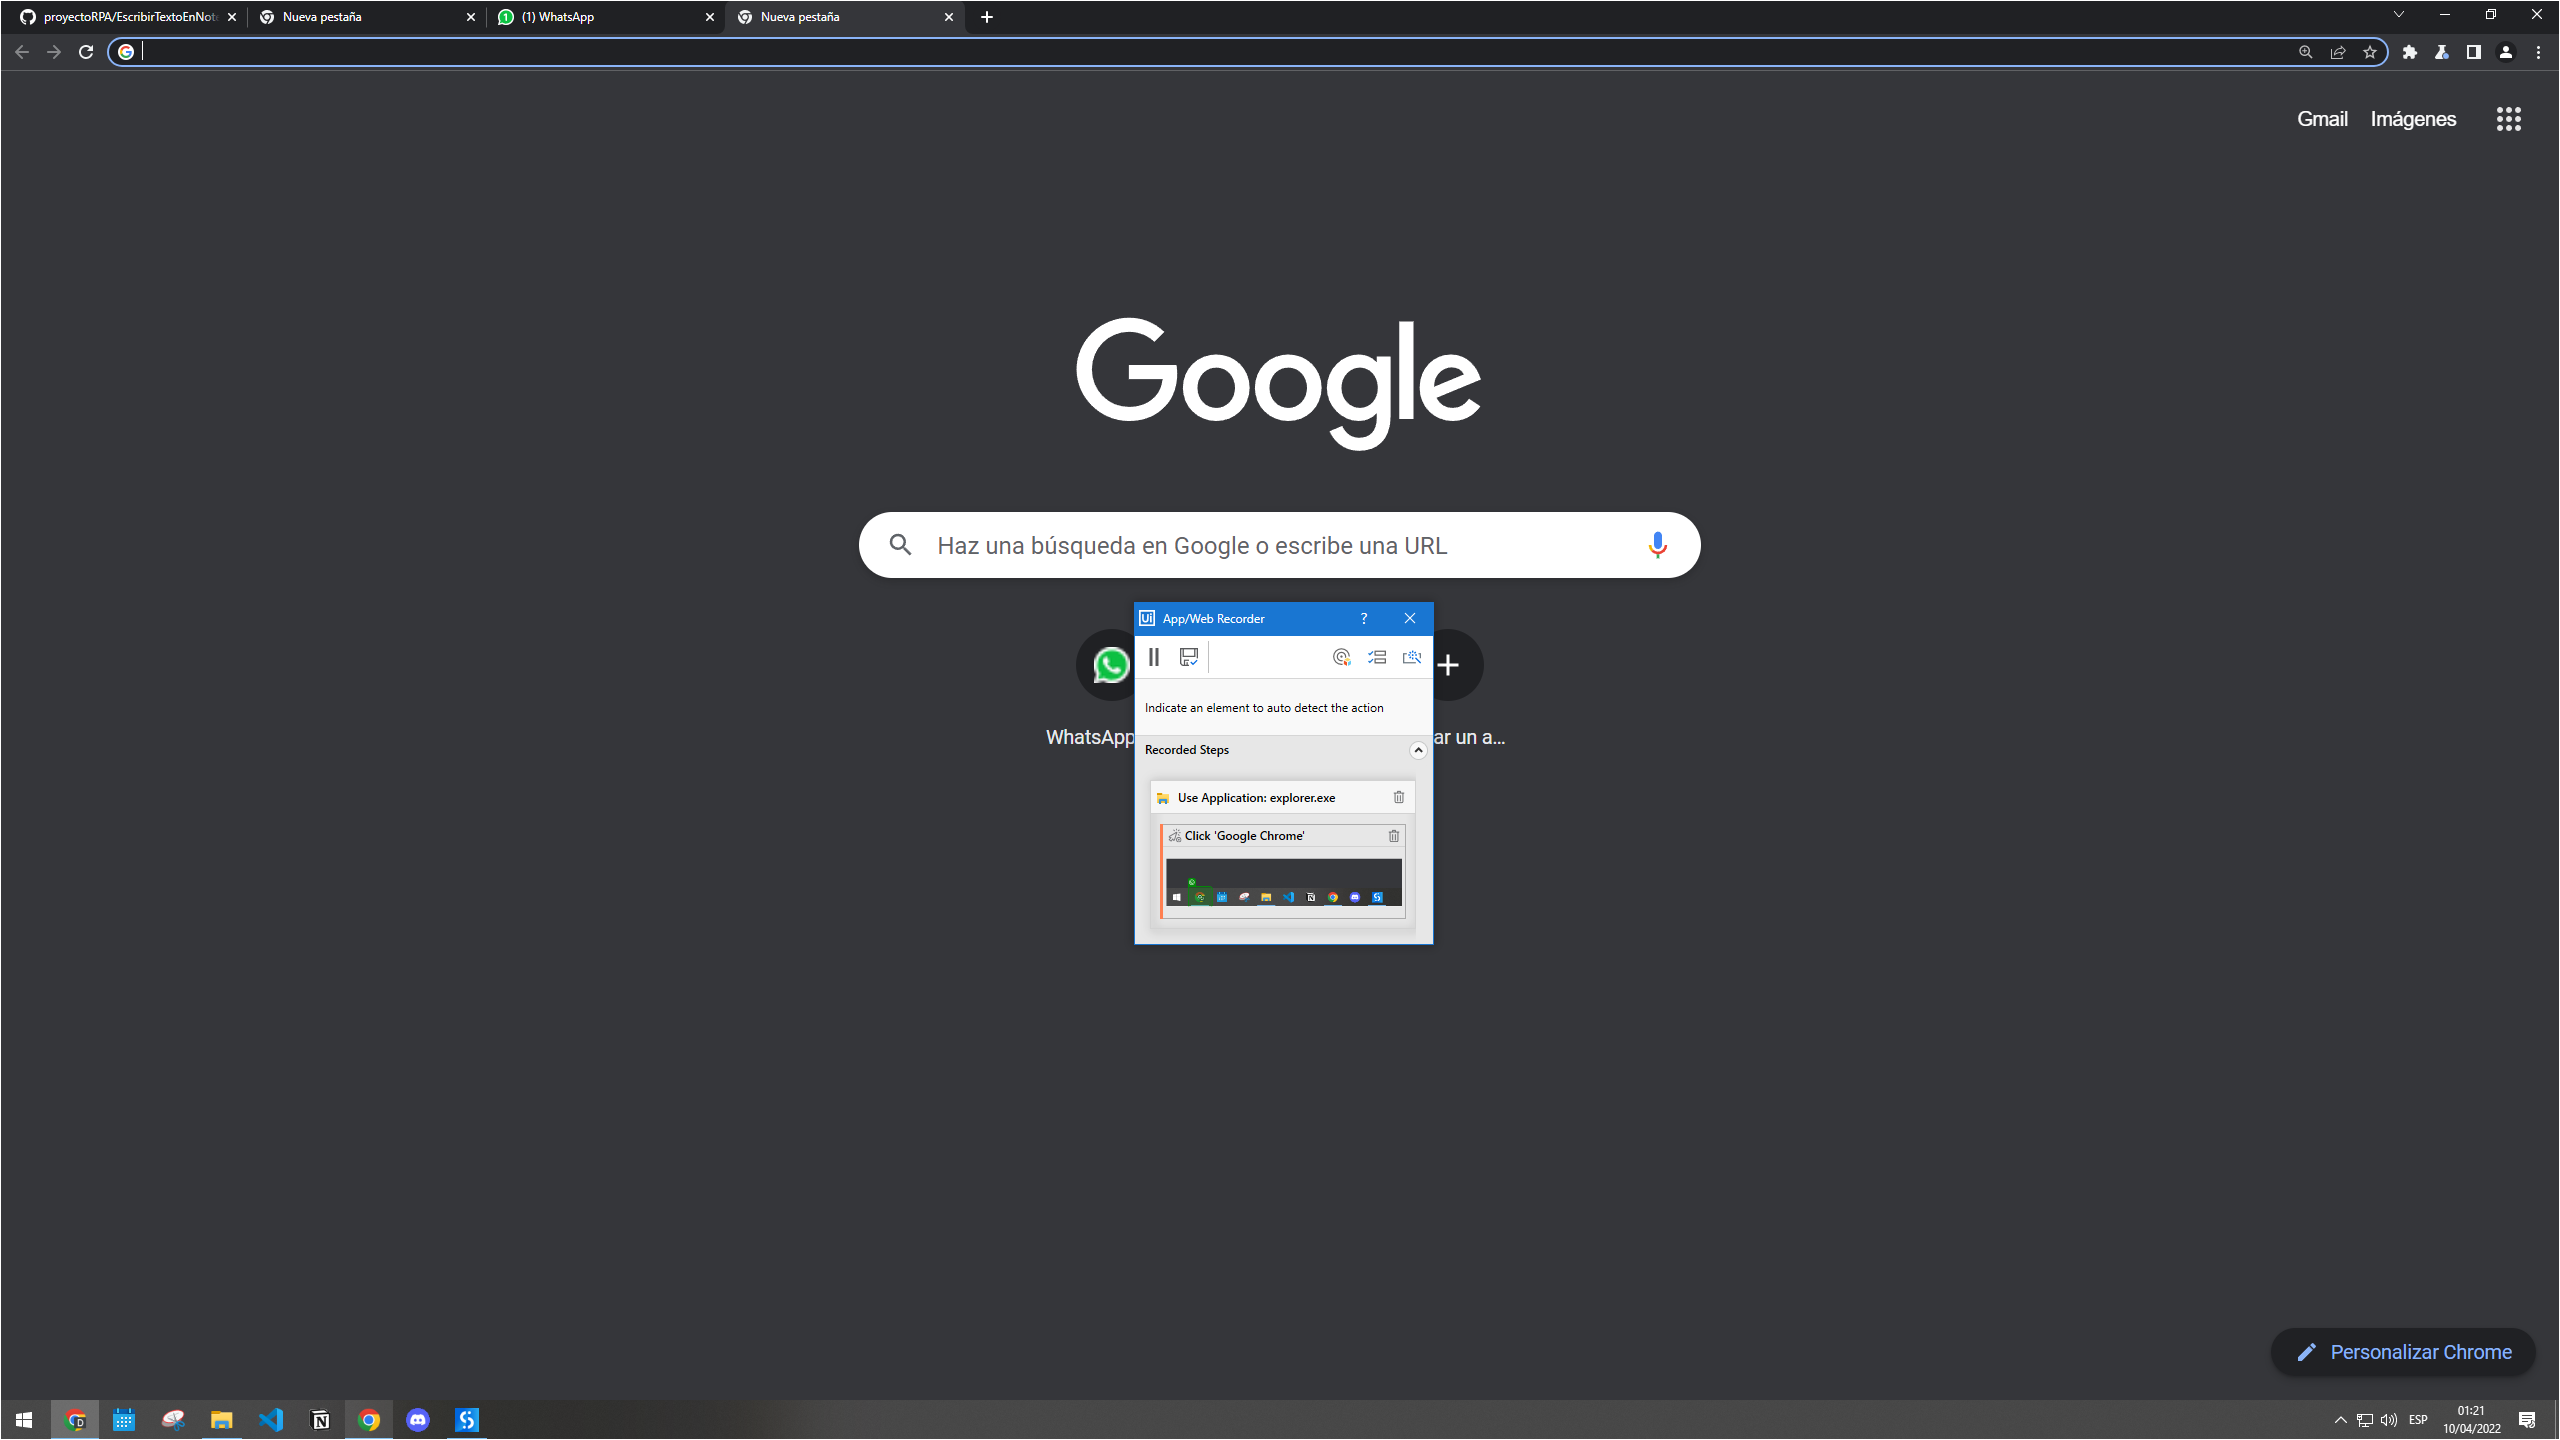 proyectoRPA/EscribirTextoEnNot
Nueva pestaña
(1) WhatsApp
Nueva pestaña
Gmail
Imágenes
Google
Haz una búsqueda en Google o escribe una URL
Ui App/Web Recorder ?
Indicate an element to auto detect the action
WhatsApp
ar un a...
Recorded Steps
Use Application: explorer.exe
Click 'Google Chrome'
Personalizar Chrome
ESP
01:21
10/04/2022